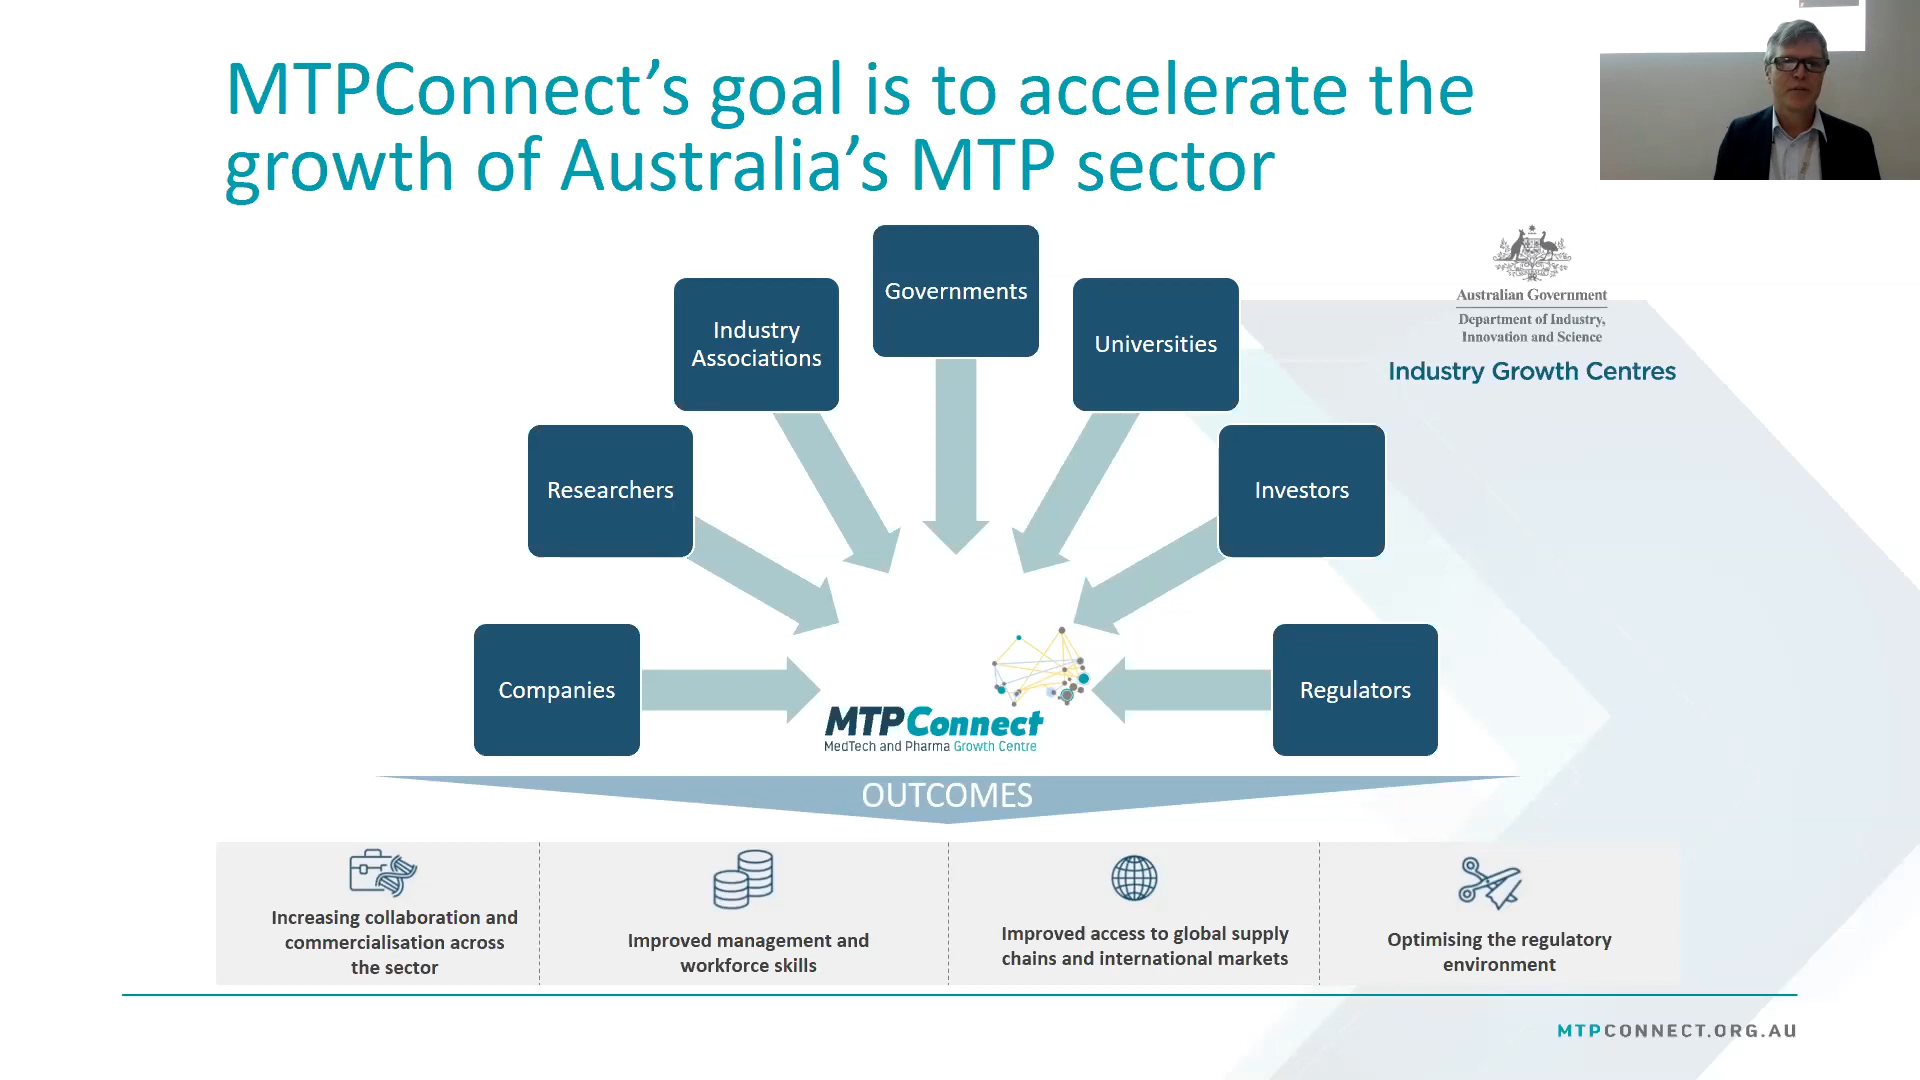 MTPConnect’s goal is to accelerate the
growth of Australia’s MTP sector
Governments
Industry
Associations
Universities
Researchers
Investors
Companies
Regulators
Australian Government
Department of Industry,
Innovation and Science
Industry Growth Centres
MTPConnect
MedTech and Pharma Growth Centre
OUTCOMES
Increasing collaboration and
commercialisation across
the sector
Improved management and
workforce skills
Improved access to global supply
chains and international markets
Optimising the regulatory
environment
MTPCONNECT.ORG.AU